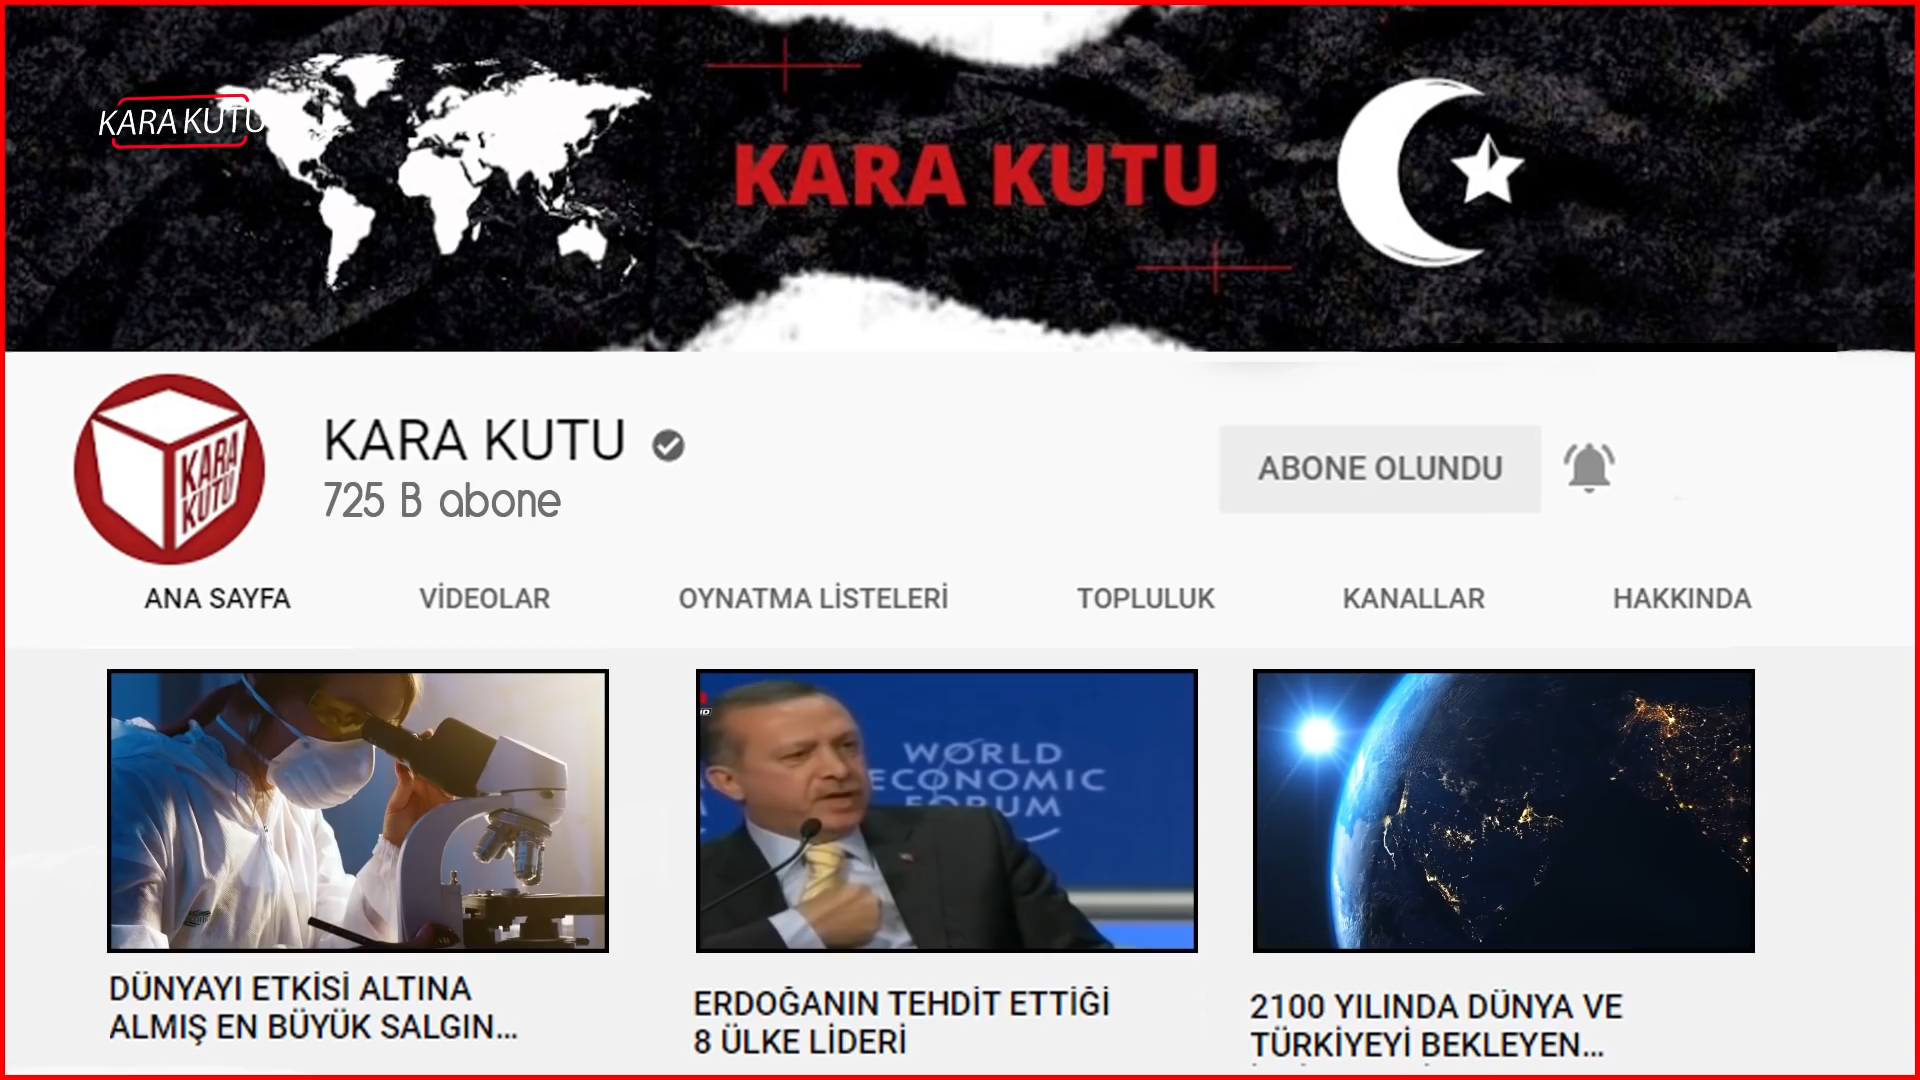 KARA KUTU
KARA KUTU
KARA
KUTU
KARA KUTU
725 B abone
ABONE OLUNDU
ANA SAYFA
VİDEOLAR
OYNATMA LİSTELERİ
TOPLULUK
KANALLAR
HAKKINDA
WORLD
ECONOMIC
FORUM
DÜNYAYI ETKİSİ ALTINA
ALMIŞ EN BÜYÜK SALGIN...
ERDOĞANIN TEHDİT ETTİĞİ
8 ÜLKE LİDERİ
2100 YILINDA DÜNYA VE
TÜRKİYEYİ BEKLEYEN...